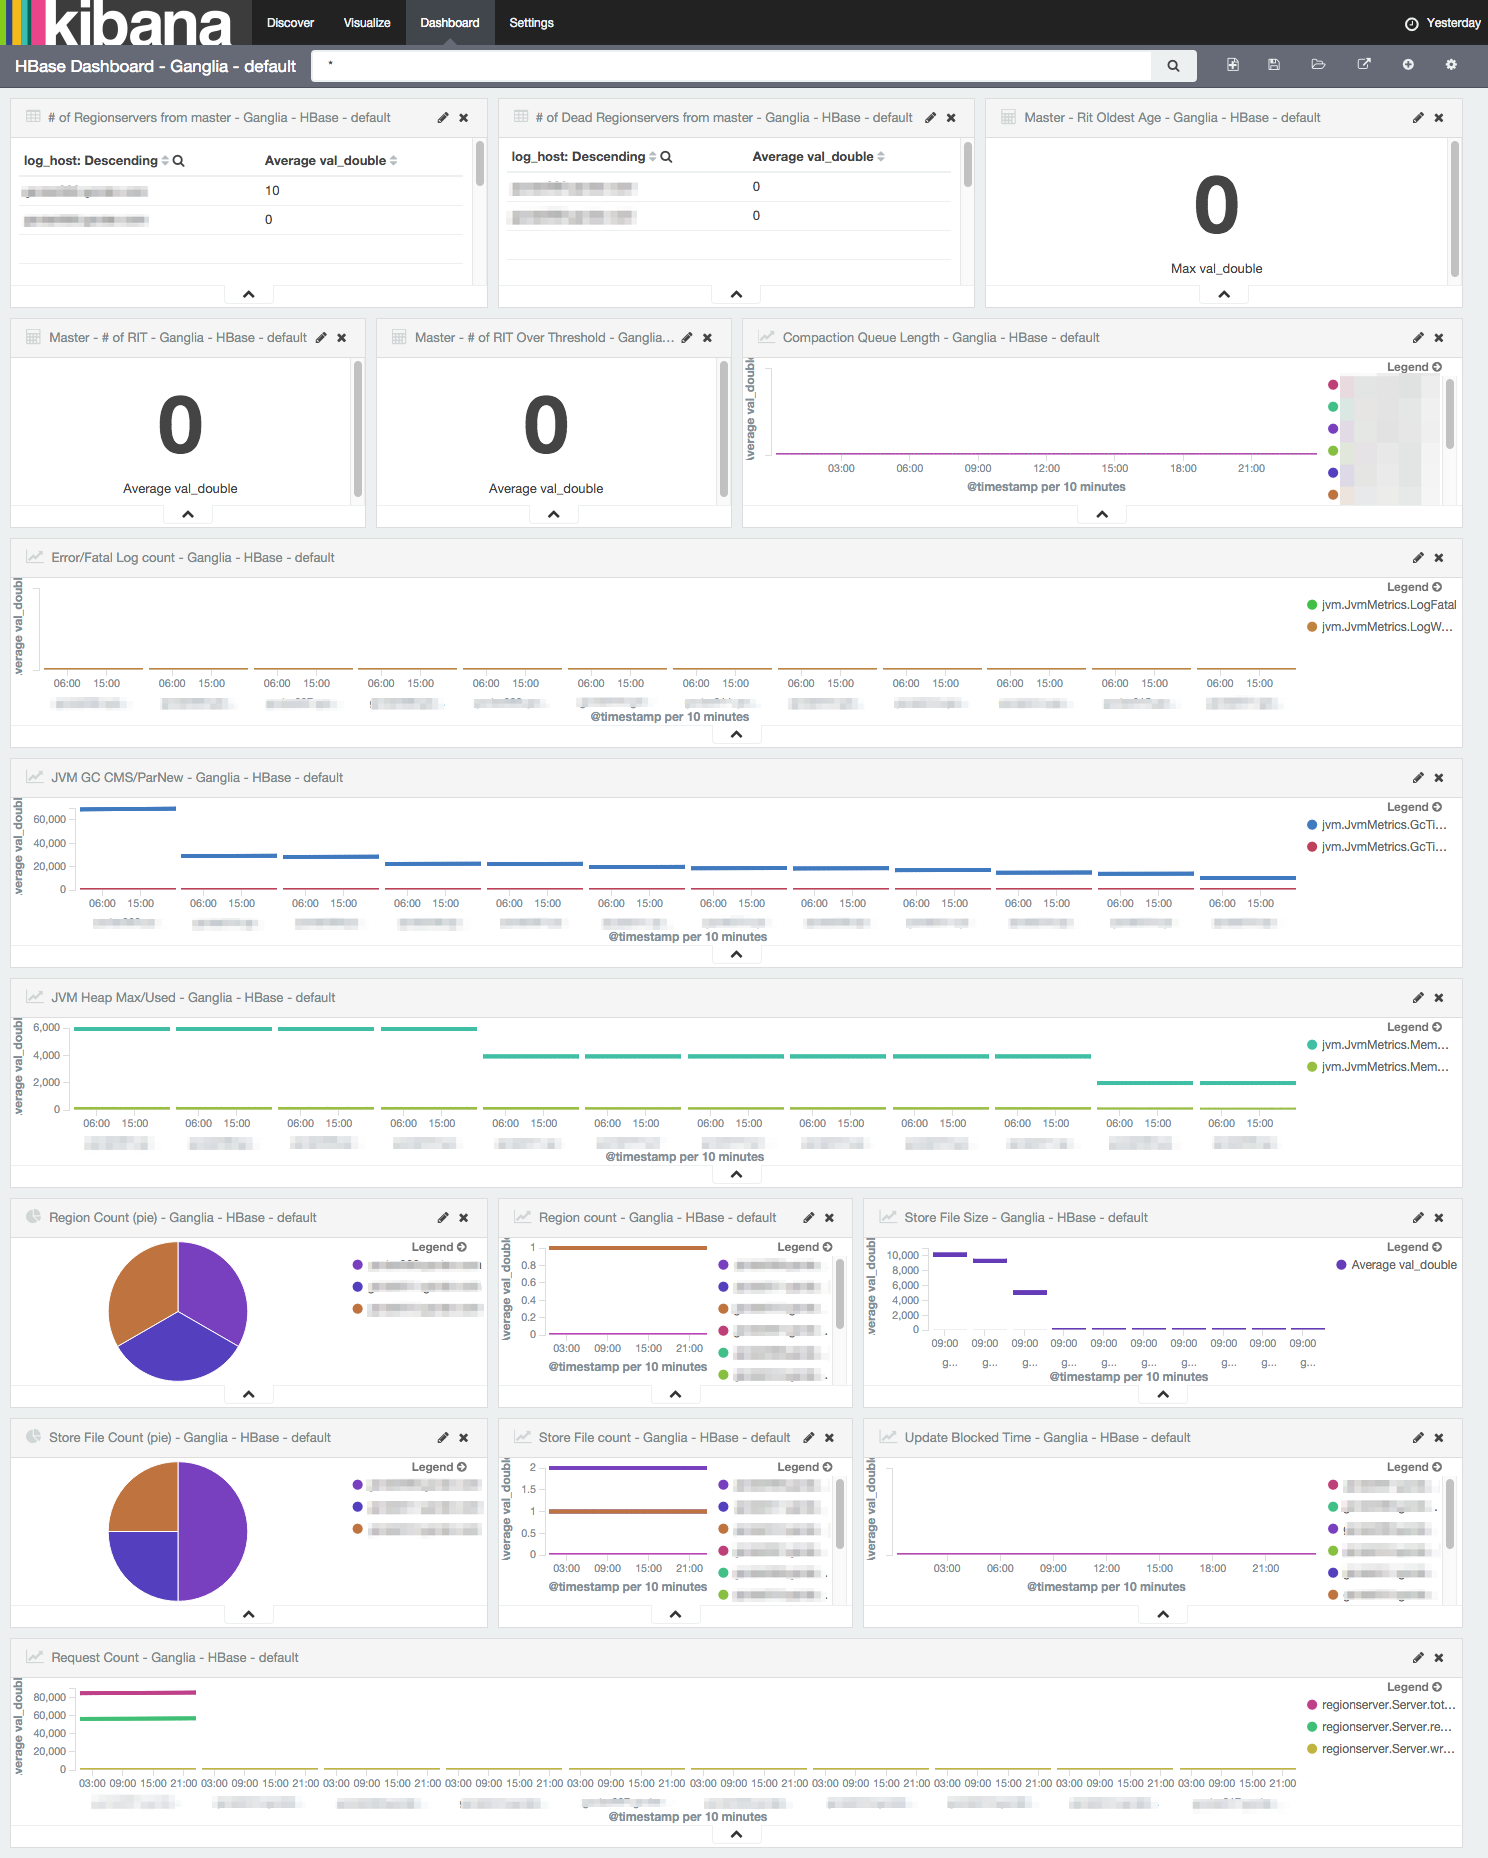 kibana Discover Visualize Dashboard Settings Yesterday
HBase Dashboard - Ganglia - default *
# of Regionservers from master - Ganglia - HBase - default
log_host: Descending Average val_double
10
0
# of Dead Regionservers from master - Ganglia - HBase - default
log_host: Descending Average val_double
0
0
Master - Rit Oldest Age - Ganglia - HBase - default
0
Max val_double
Master - # of RIT - Ganglia - HBase - default
0
Average val_double
Master - # of RIT Over Threshold - Ganglia...
0
Average val_double
Compaction Queue Length - Ganglia - HBase - default
Legend
03:00 06:00 09:00 12:00 15:00 18:00 21:00
@timestamp per 10 minutes
Error/Fatal Log count - Ganglia - HBase - default
Legend
jvm.JvmMetrics.LogFatal
jvm.JvmMetrics.LogW...
06:00 15:00 06:00 15:00 06:00 15:00 06:00 15:00 06:00 15:00 06:00 15:00 06:00 15:00 06:00 15:00 06:00 15:00 06:00 15:00 06:00 15:00 06:00 15:00
@timestamp per 10 minutes
JVM GC CMS/ParNew - Ganglia - HBase - default
Legend
jvm.JvmMetrics.GcTi...
jvm.JvmMetrics.GcTi...
60,000
40,000
20,000
0
06:00 15:00 06:00 15:00 06:00 15:00 06:00 15:00 06:00 15:00 06:00 15:00 06:00 15:00 06:00 15:00 06:00 15:00 06:00 15:00 06:00 15:00 06:00 15:00
@timestamp per 10 minutes
JVM Heap Max/Used - Ganglia - HBase - default
Legend
jvm.JvmMetrics.Mem...
jvm.JvmMetrics.Mem...
6,000
4,000
2,000
0
06:00 15:00 06:00 15:00 06:00 15:00 06:00 15:00 06:00 15:00 06:00 15:00 06:00 15:00 06:00 15:00 06:00 15:00 06:00 15:00 06:00 15:00 06:00 15:00
@timestamp per 10 minutes
Region Count (pie) - Ganglia - HBase - default
Legend
Region count - Ganglia - HBase - default
Legend
1
0.8
0.6
0.4
0.2
0
03:00 09:00 15:00 21:00
@timestamp per 10 minutes
Store File Size - Ganglia - HBase - default
Legend
Average val_double
10,000
8,000
6,000
4,000
2,000
0
09:00 09:00 09:00 09:00 09:00 09:00 09:00 09:00 09:00 09:00
g... g... g... g... g... g... g... g... g... g...
@timestamp per 10 minutes
Store File Count (pie) - Ganglia - HBase - default
Legend
Store File count - Ganglia - HBase - default
Legend
2
1.5
1
0.5
0
03:00 09:00 15:00 21:00
@timestamp per 10 minutes
Update Blocked Time - Ganglia - HBase - default
Legend
03:00 06:00 09:00 12:00 15:00 18:00 21:00
@timestamp per 10 minutes
Request Count - Ganglia - HBase - default
Legend
regionserver.Server.tot...
regionserver.Server.re...
regionserver.Server.wr...
80,000
60,000
40,000
20,000
0
03:00 09:00 15:00 21:00 03:00 09:00 15:00 21:00 03:00 09:00 15:00 21:00 03:00 09:00 15:00 21:00 03:00 09:00 15:00 21:00 03:00 09:00 15:00 21:00 03:00 09:00 15:00 21:00 03:00 09:00 15:00 21:00 03:00 09:00 15:00 21:00 03:00 09:00 15:00 21:00
@timestamp per 10 minutes